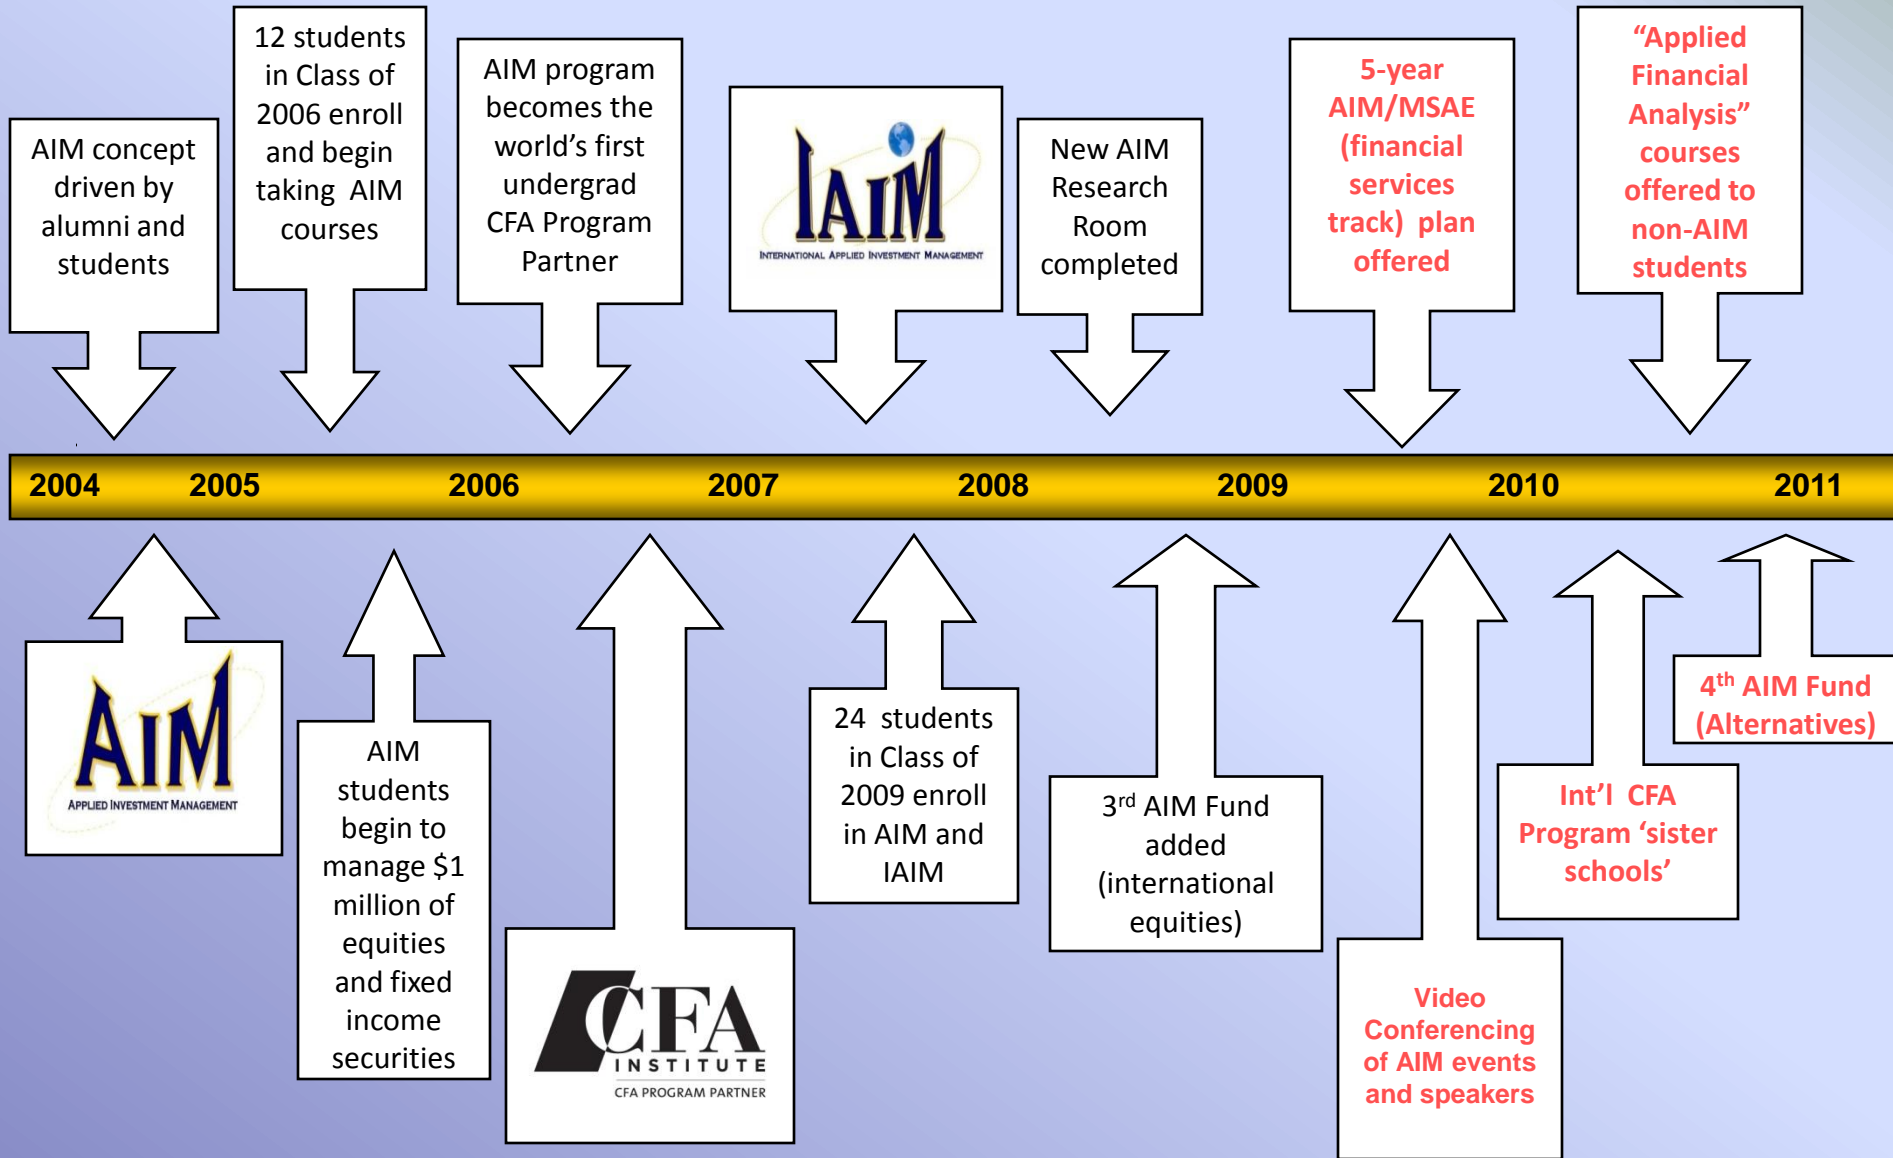 AIM concept
driven by
alumni and
students
12 students
in Class of
2006 enroll
and begin
taking AIM
courses
AIM program
becomes the
world’s first
undergrad
CFA Program
Partner
IAIM
INTERNATIONAL APPLIED INVESTMENT MANAGEMENT
New AIM
Research
Room
completed
5-year
AIM/MSAE
(financial
services
track) plan
offered
“Applied
Financial
Analysis”
courses
offered to
non-AIM
students
2004 2005 2006 2007 2008 2009 2010 2011
AIM
APPLIED INVESTMENT MANAGEMENT
AIM
students
begin to
manage $1
million of
equities
and fixed
income
securities
CFA
INSTITUTE
CFA PROGRAM PARTNER
24 students
in Class of
2009 enroll
in AIM and
IAIM
3rd AIM Fund
added
(international
equities)
Video
Conferencing
of AIM events
and speakers
Int’l CFA
Program ‘sister
schools’
4th AIM Fund
(Alternatives)